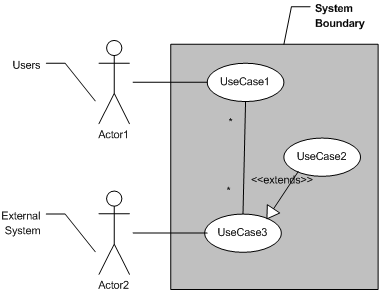 System
Boundary
Users
UseCase1
Actor1
*
UseCase2
<<extends>>
*
External
System
UseCase3
Actor2